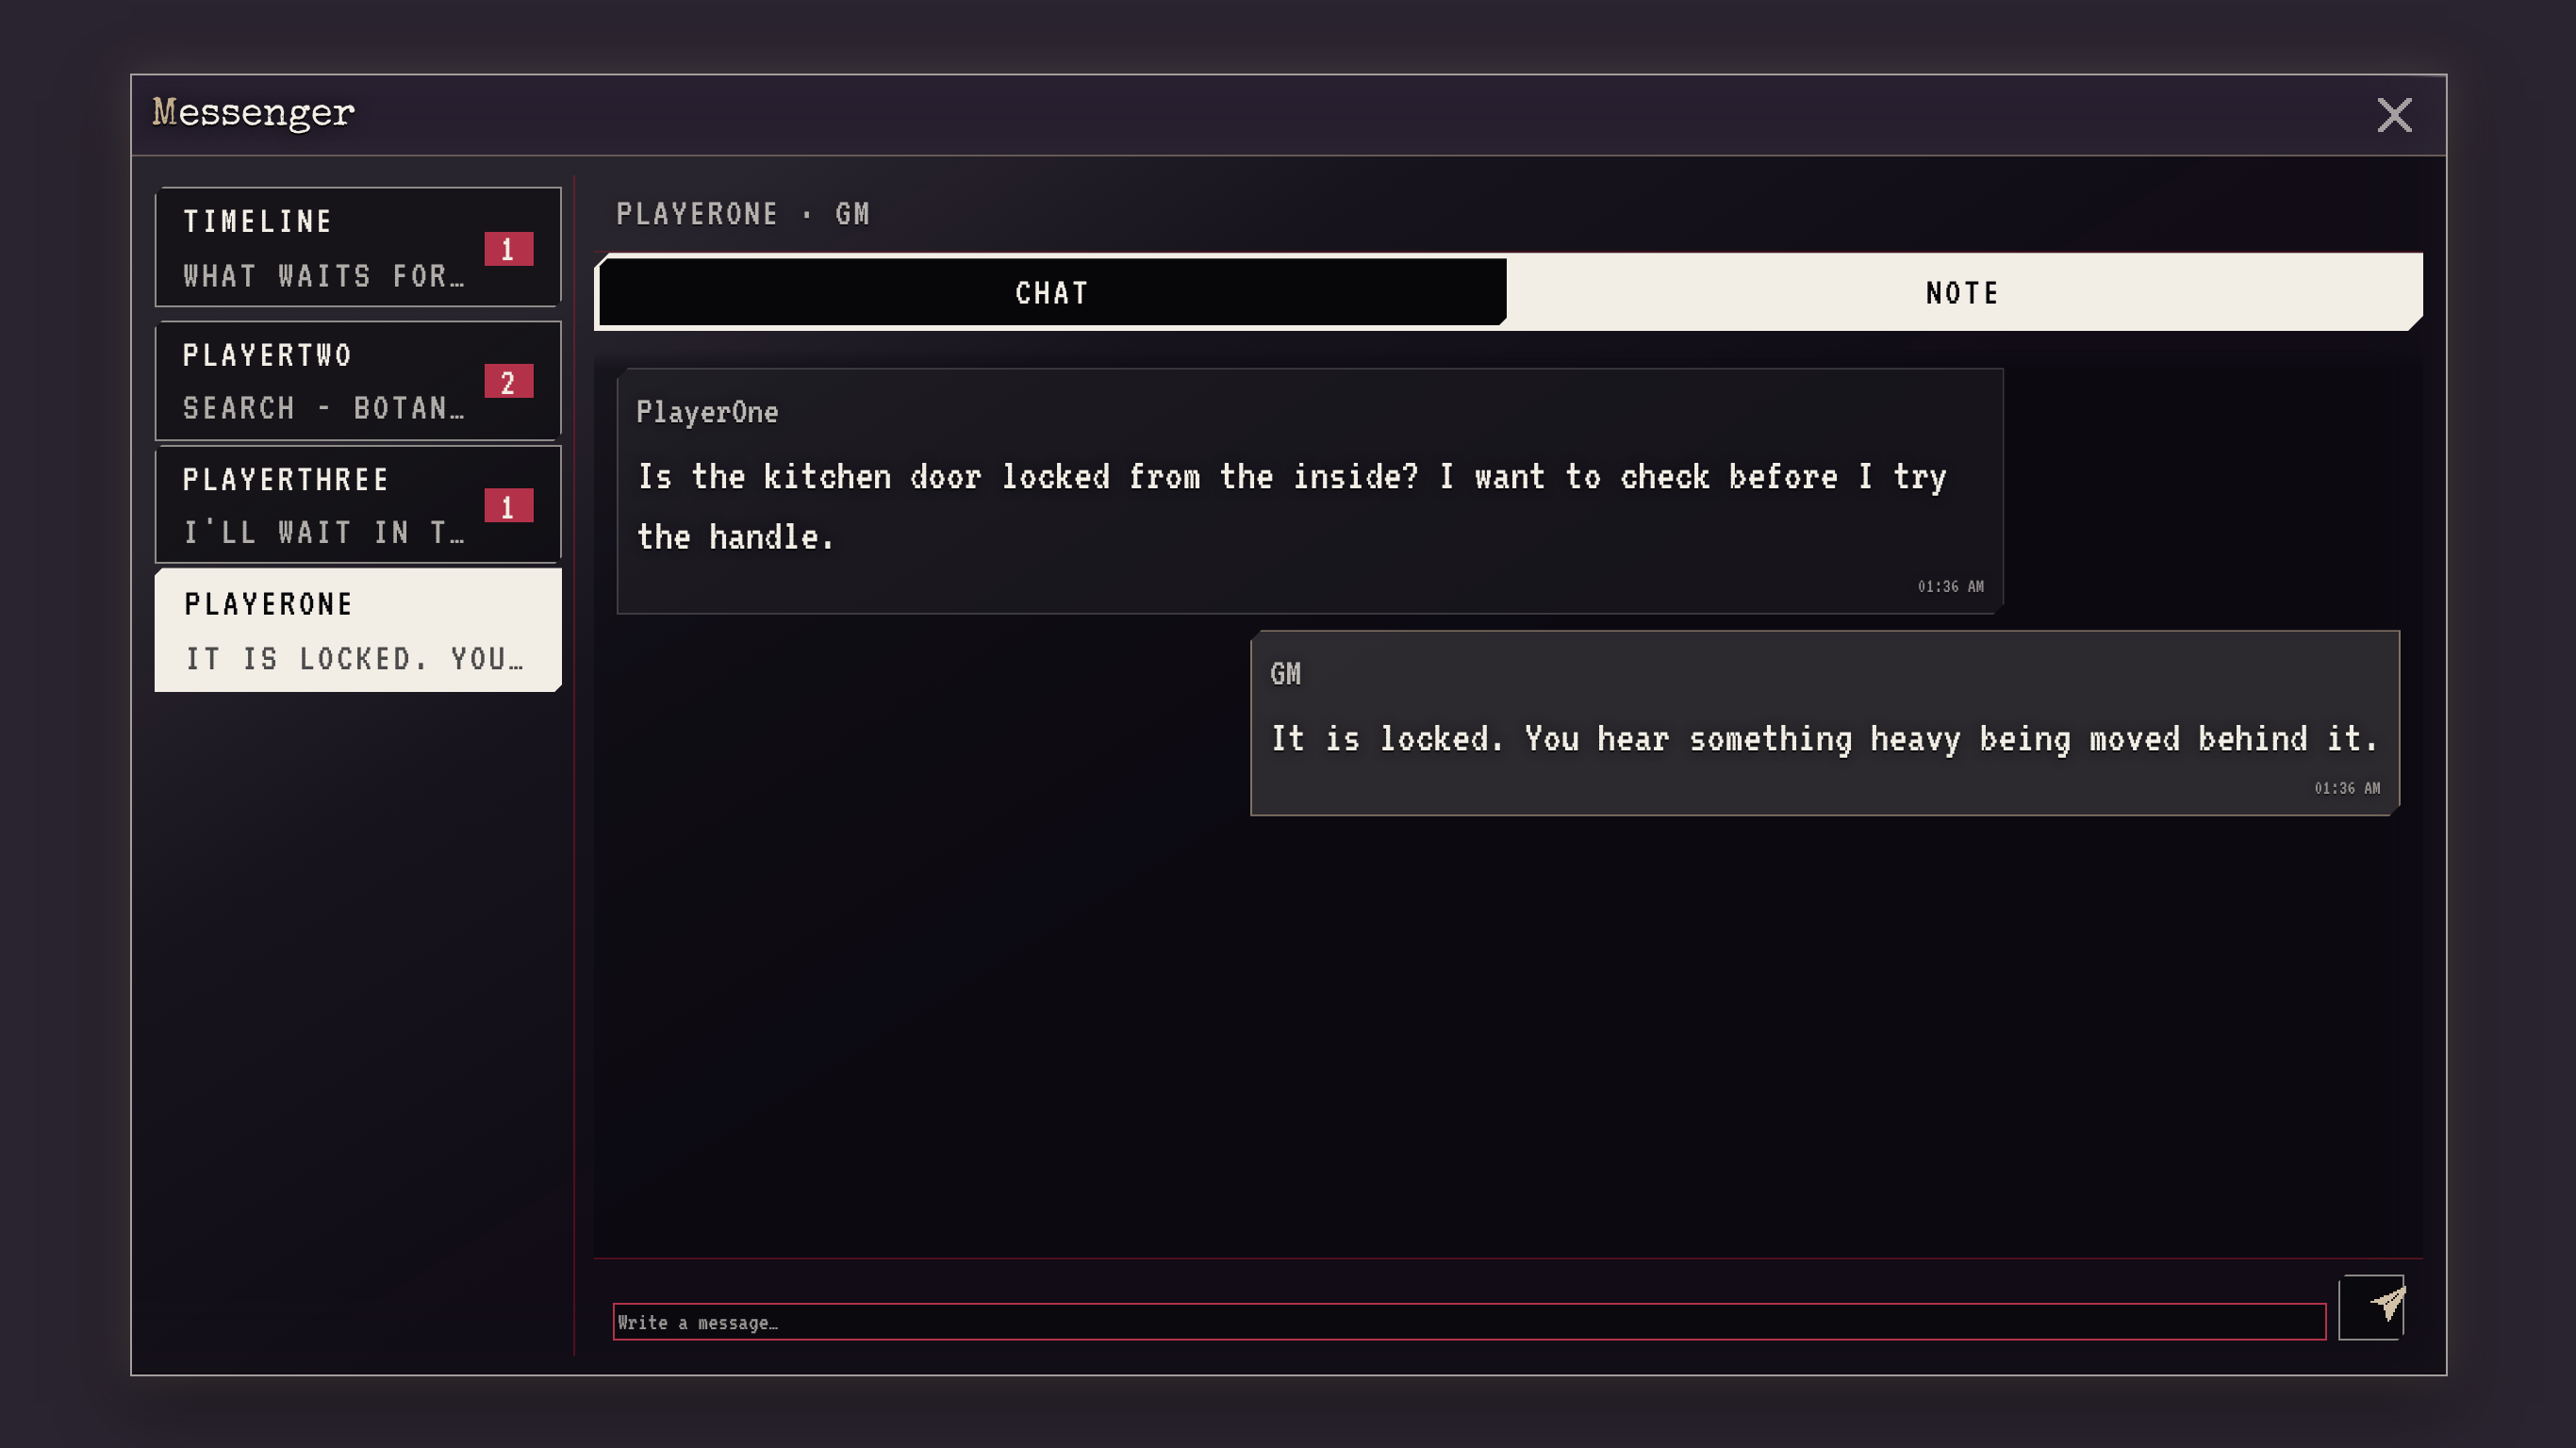 Messenger
TIMELINE
1
WHAT WAITS FOR…
PLAYERTWO
2
SEARCH - BOTAN…
PLAYERTHREE
1
I'LL WAIT IN T…
PLAYERONE
IT IS LOCKED. YOU…
PLAYERONE · GM
CHAT
NOTE
PlayerOne
Is the kitchen door locked from the inside? I want to check before I try
the handle.
01:36 AM
GM
It is locked. You hear something heavy being moved behind it.
01:36 AM
Write a message…